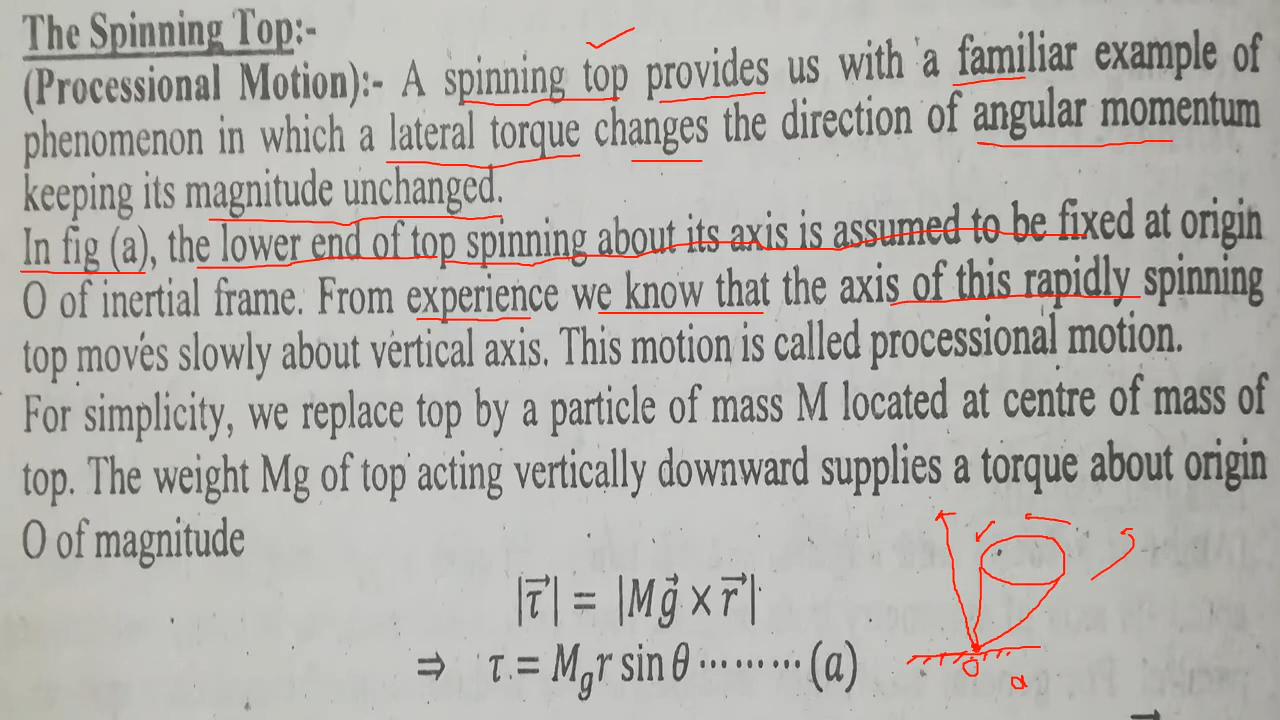 The Spinning Top:-
(Processional Motion):- A spinning top provides us with a familiar example of
phenomenon in which a lateral torque changes the direction of angular momentum
keeping its magnitude unchanged.
In fig (a), the lower end of top spinning about its axis is assumed to be fixed at origin
O of inertial frame. From experience we know that the axis of this rapidly spinning
top moves slowly about vertical axis. This motion is called processional motion.
For simplicity, we replace top by a particle of mass M located at centre of mass of
top. The weight Mg of top acting vertically downward supplies a torque about origin
O of magnitude
|τ⃗| = |Mg⃗ × r⃗|
⇒ τ = M_g r sin θ ⋯⋯⋯ (a)
O
a